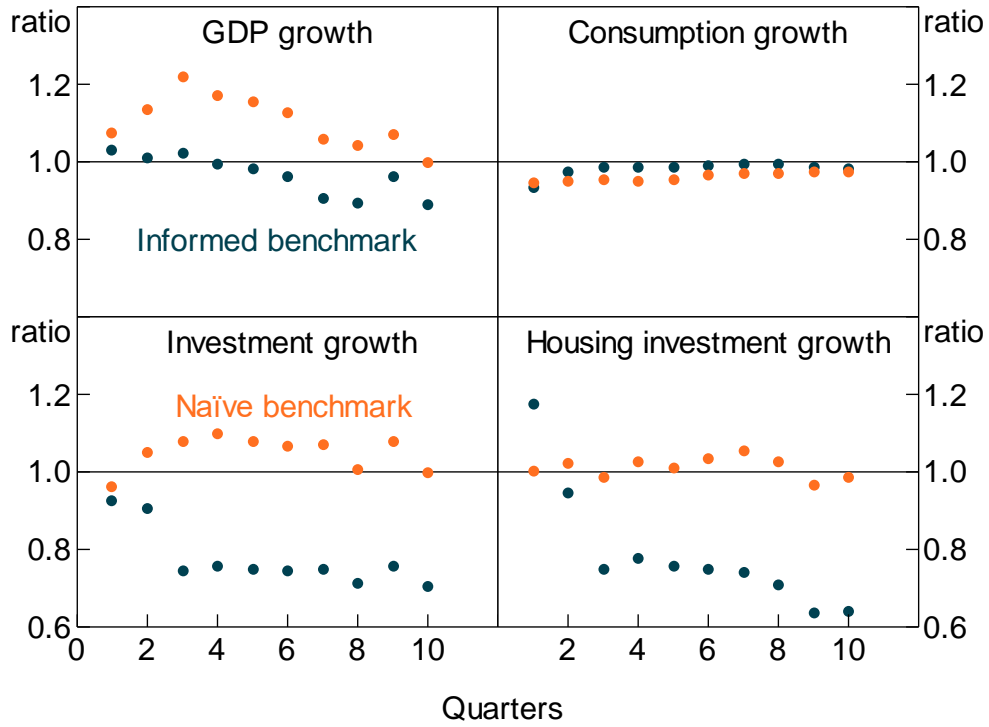 ratio
GDP growth
Consumption growth
ratio
1.2
1.2
1.0
1.0
0.8
Informed benchmark
0.8
ratio
Investment growth
Housing investment growth
ratio
1.2
Naïve benchmark
1.2
1.0
1.0
0.8
0.8
0.6
0.6
0
2
4
6
8
10
2
4
6
8
10
Quarters